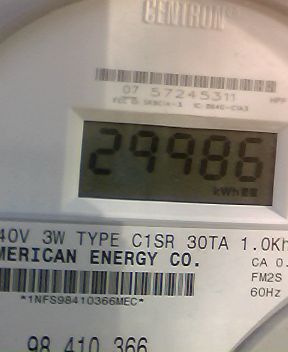 CENTRON
07 57245311
29986
kWh
40V 3W TYPE C1SR 30TA 1.0Kh
MERICAN ENERGY CO.
CA 0.
FM2S
60Hz
*1NFS98410366MEC*
98 410 366